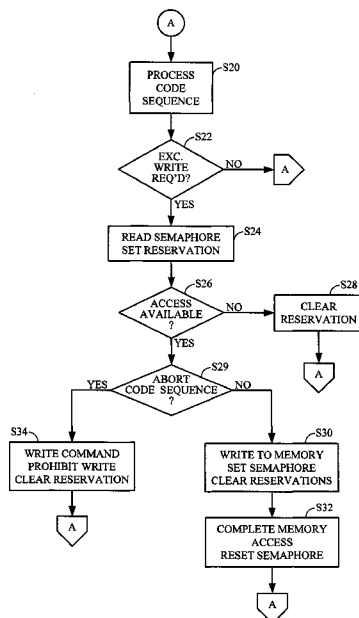 A
S20
PROCESS
CODE
SEQUENCE
S22
EXC.
WRITE
REQ'D?
NO
A
YES
S24
READ SEMAPHORE
SET RESERVATION
S26
ACCESS
AVAILABLE
?
NO
S28
CLEAR
RESERVATION
A
YES
S29
ABORT
CODE SEQUENCE
?
YES
NO
S34
WRITE COMMAND
PROHIBIT WRITE
CLEAR RESERVATION
A
S30
WRITE TO MEMORY
SET SEMAPHORE
CLEAR RESERVATIONS
S32
COMPLETE MEMORY
ACCESS
RESET SEMAPHORE
A